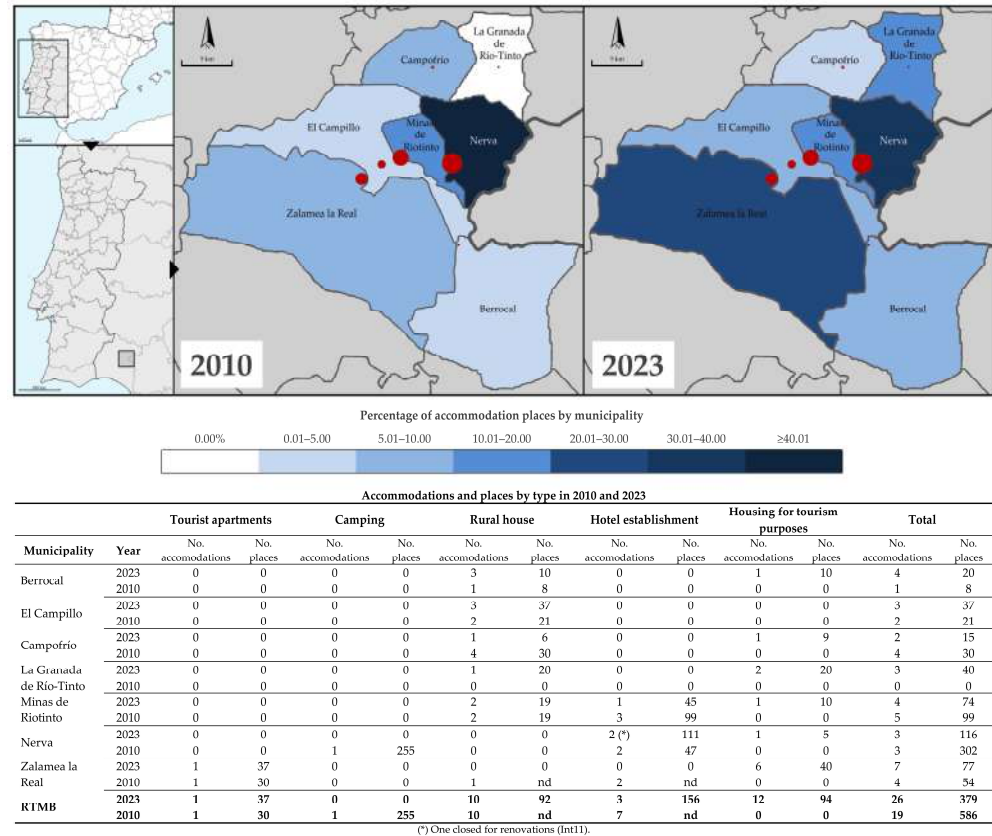 La Granada
de
Río-Tinto
Campofrío
El Campillo
Minas
de
Riotinto
Nerva
Zalamea la Real
Berrocal
2010
La Granada
de
Río-Tinto
Campofrío
El Campillo
Minas
de
Riotinto
Nerva
Zalamea la Real
Berrocal
2023
Percentage of accommodation places by municipality
0.00% 0.01–5.00 5.01–10.00 10.01–20.00 20.01–30.00 30.01–40.00 ≥40.01
Accommodations and places by type in 2010 and 2023
Tourist apartments Camping Rural house Hotel establishment Housing for tourism purposes Total
Municipality Year No. accomodations No. places No. accomodations No. places No. accomodations No. places No. accomodations No. places No. accomodations No. places No. accomodations No. places
Berrocal 2023 0 0 0 0 3 10 0 0 1 10 4 20
2010 0 0 0 0 1 8 0 0 0 0 1 8
El Campillo 2023 0 0 0 0 3 37 0 0 0 0 3 37
2010 0 0 0 0 2 21 0 0 0 0 2 21
Campofrío 2023 0 0 0 0 1 6 0 0 1 9 2 15
2010 0 0 0 0 4 30 0 0 0 0 4 30
La Granada 2023 0 0 0 0 1 20 0 0 2 20 3 40
de Río-Tinto 2010 0 0 0 0 0 0 0 0 0 0 0 0
Minas de 2023 0 0 0 0 2 19 1 45 1 10 4 74
Riotinto 2010 0 0 0 0 2 19 3 99 0 0 5 99
Nerva 2023 0 0 0 0 0 0 2 (*) 111 1 5 3 116
2010 0 0 1 255 0 0 2 47 0 0 3 302
Zalamea la 2023 1 37 0 0 0 0 0 0 6 40 7 77
Real 2010 1 30 0 0 1 nd 2 nd 0 0 4 54
RTMB 2023 1 37 0 0 10 92 3 156 12 94 26 379
2010 1 30 1 255 10 nd 7 nd 0 0 19 586
(*) One closed for renovations (Int11).